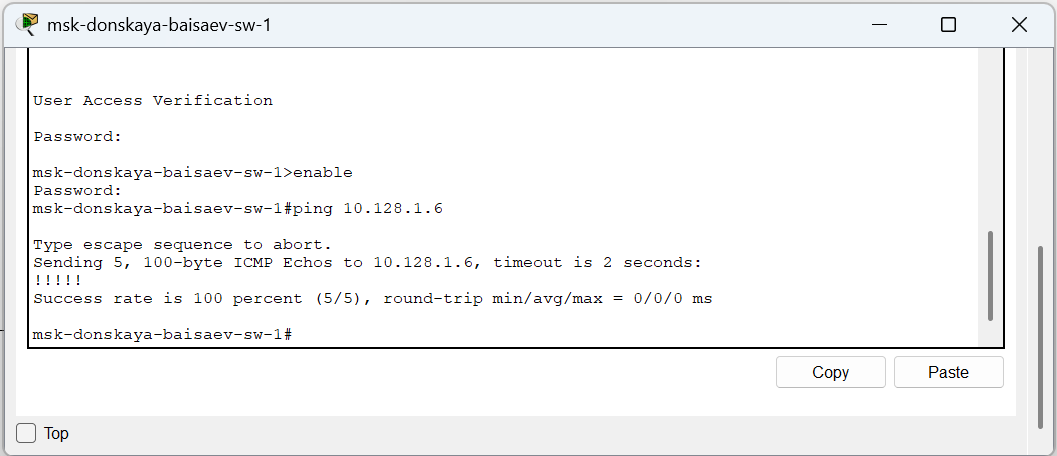 msk-donskaya-baisaev-sw-1
User Access Verification
Password:
msk-donskaya-baisaev-sw-1>enable
Password:
msk-donskaya-baisaev-sw-1#ping 10.128.1.6
Type escape sequence to abort.
Sending 5, 100-byte ICMP Echos to 10.128.1.6, timeout is 2 seconds:
!!!!!
Success rate is 100 percent (5/5), round-trip min/avg/max = 0/0/0 ms
msk-donskaya-baisaev-sw-1#
Copy Paste
Top